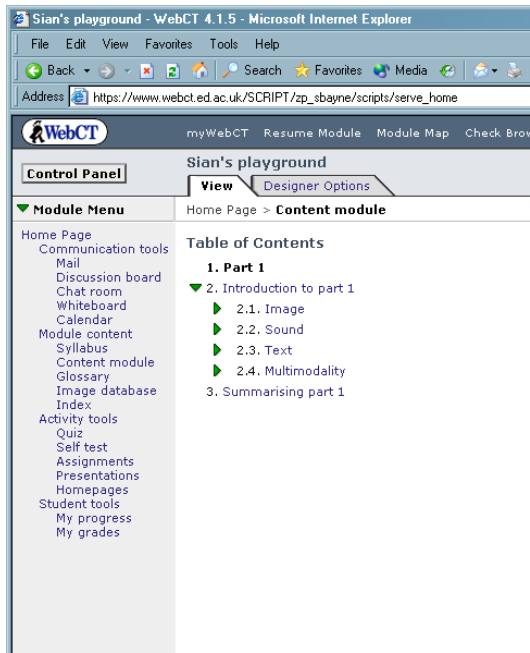 Sian's playground - WebCT 4.1.5 - Microsoft Internet Explorer
File Edit View Favorites Tools Help
Back Search Favorites Media
Address https://www.webct.ed.ac.uk/SCRIPT/zp_sbayne/scripts/serve_home
WebCT myWebCT Resume Module Module Map Check Brow
Control Panel
Sian's playground
View Designer Options
Module Menu
Home Page > Content module
Home Page
Communication tools
Mail
Discussion board
Chat room
Whiteboard
Calendar
Module content
Syllabus
Content module
Glossary
Image database
Index
Activity tools
Quiz
Self test
Assignments
Presentations
Homepages
Student tools
My progress
My grades
Table of Contents
1. Part 1
2. Introduction to part 1
2.1. Image
2.2. Sound
2.3. Text
2.4. Multimodality
3. Summarising part 1